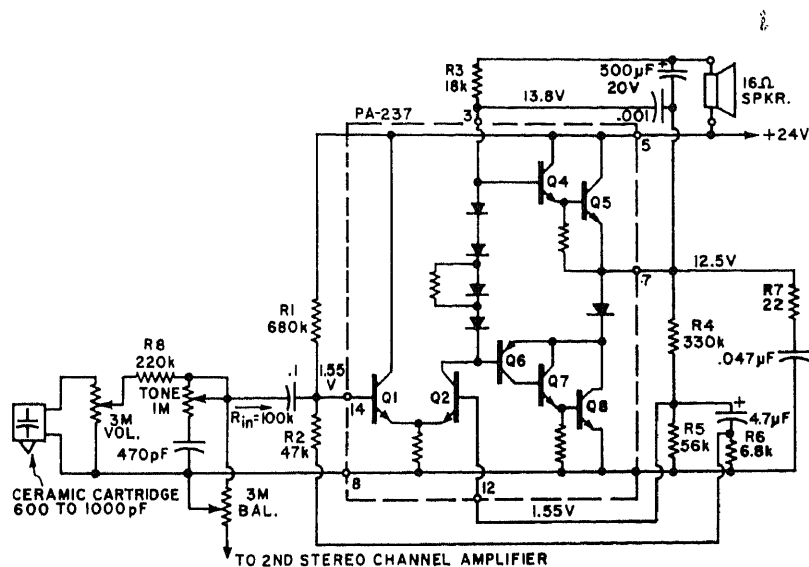 R3
18k
500µF
20V
16Ω
SPKR.
13.8V
.001
PA-237
3
5
+24V
Q4
Q5
12.5V
7
R7
22
R1
680k
R4
330k
.047µF
R8
220k
.1
1.55
V
Q6
Q7
Q8
TONE
1M
Rin=100k
14
Q1
Q2
+
3M
VOL.
R2
47k
4.7µF
R5
56k
R6
6.8k
470pF
8
12
CERAMIC CARTRIDGE
600 TO 1000pF
3M
BAL.
1.55V
TO 2ND STEREO CHANNEL AMPLIFIER